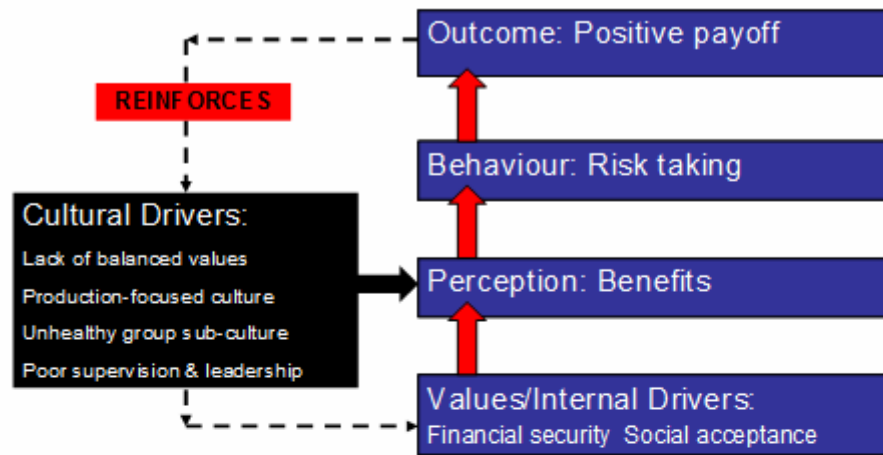 Outcome: Positive payoff
REINFORCES
Behaviour: Risk taking
Cultural Drivers:
Lack of balanced values
Production-focused culture
Unhealthy group sub-culture
Poor supervision & leadership
Perception: Benefits
Values/Internal Drivers:
Financial security Social acceptance